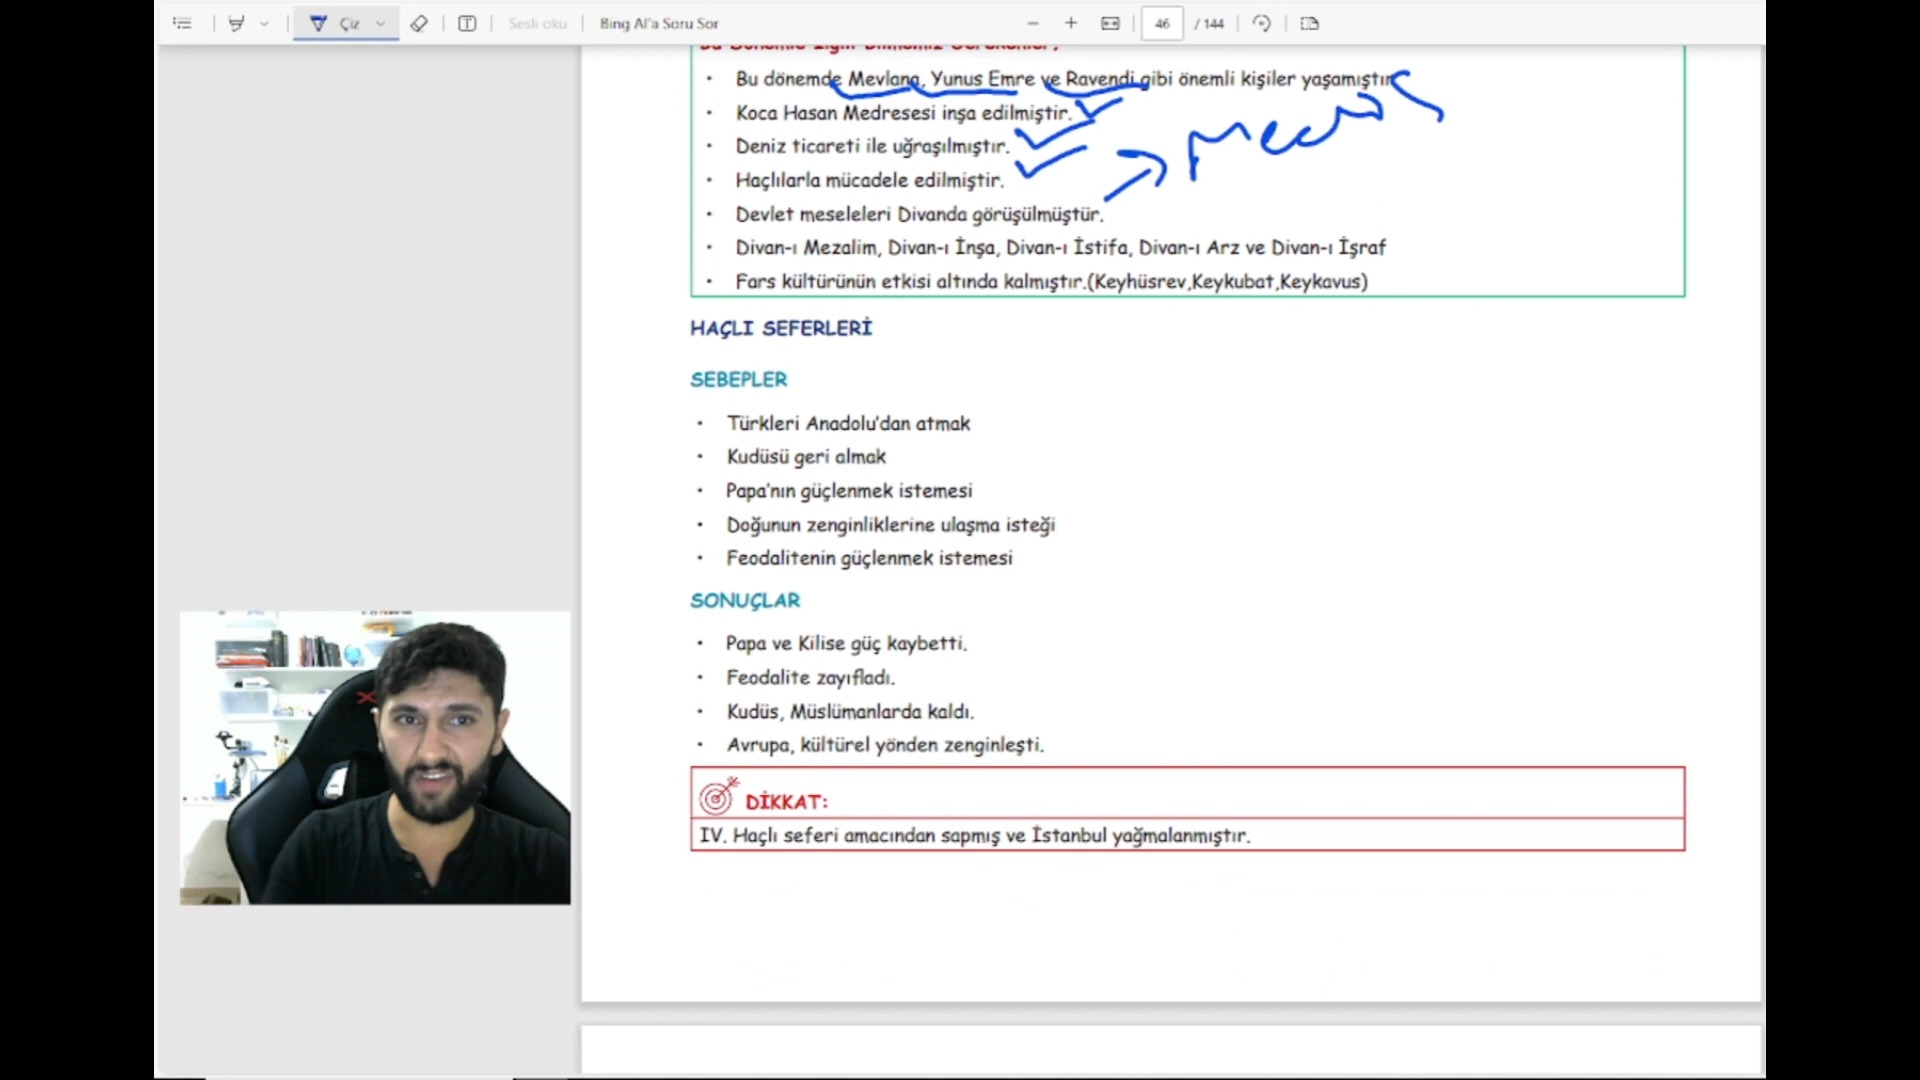 Çiz
Sesli oku
Bing AI'a Soru Sor
46 / 144
Bu dönemde Mevlana, Yunus Emre ve Ravendi gibi önemli kişiler yaşamıştır
Koca Hasan Medresesi inşa edilmiştir.
Deniz ticareti ile uğraşılmıştır.
Haçlılarla mücadele edilmiştir.
Devlet meseleleri Divanda görüşülmüştür.
Divan-ı Mezalim, Divan-ı İnşa, Divan-ı İstifa, Divan-ı Arz ve Divan-ı İşraf
Fars kültürünün etkisi altında kalmıştır.(Keyhüsrev,Keykubat,Keykavus)
HAÇLI SEFERLERİ
SEBEPLER
Türkleri Anadolu'dan atmak
Kudüsü geri almak
Papa'nın güçlenmek istemesi
Doğunun zenginliklerine ulaşma isteği
Feodalitenin güçlenmek istemesi
SONUÇLAR
Papa ve Kilise güç kaybetti.
Feodalite zayıfladı.
Kudüs, Müslümanlarda kaldı.
Avrupa, kültürel yönden zenginleşti.
DİKKAT:
IV. Haçlı seferi amacından sapmış ve İstanbul yağmalanmıştır.